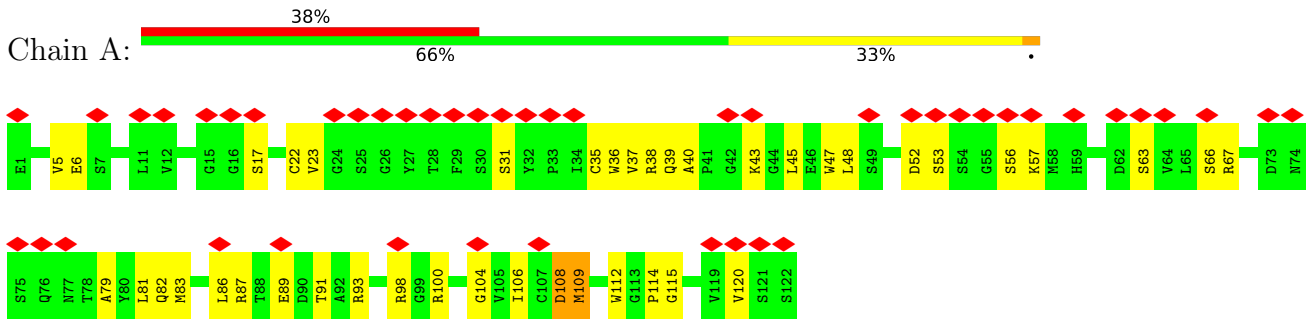 38%
Chain A:
66% 33% •
E1 V5 E6 S7 L11 V12 G15 G16 S17 C22 V23 G24 S25 G26 Y27 T28 F29 S30 S31 Y32 P33 I34 C35 W36 V37 R38 Q39 A40 P41 G42 K43 G44 L45 E46 W47 L48 S49 D52 S53 S54 G55 S56 K57 M58 H59 D62 S63 V64 L65 S66 R67 D73 N74
S75 Q76 N77 T78 A79 Y80 L81 Q82 M83 L86 R87 T88 E89 D90 T91 A92 R93 R98 G99 R100 G104 V105 I106 C107 D108 M109 W112 G113 P114 G115 V119 V120 S121 S122